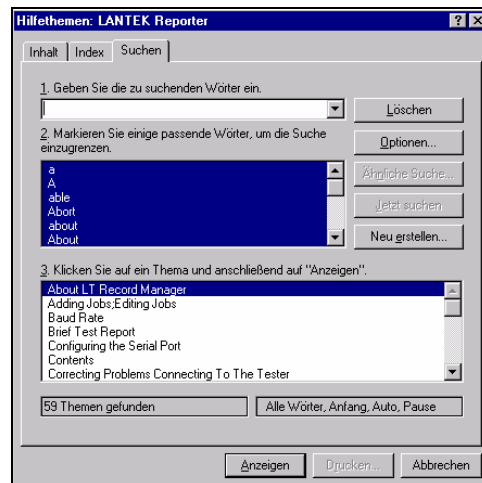 Hilfethemen: LANTEK Reporter
Inhalt Index Suchen
1. Geben Sie die zu suchenden Wörter ein.
Löschen
2. Markieren Sie einige passende Wörter, um die Suche
einzugrenzen.
Optionen...
a
A
able
Abort
about
About
Ähnliche Suche...
Jetzt suchen
Neu erstellen...
3. Klicken Sie auf ein Thema und anschließend auf "Anzeigen".
About LT Record Manager
Adding Jobs;Editing Jobs
Baud Rate
Brief Test Report
Configuring the Serial Port
Contents
Correcting Problems Connecting To The Tester
59 Themen gefunden
Alle Wörter, Anfang, Auto, Pause
Anzeigen Drucken... Abbrechen